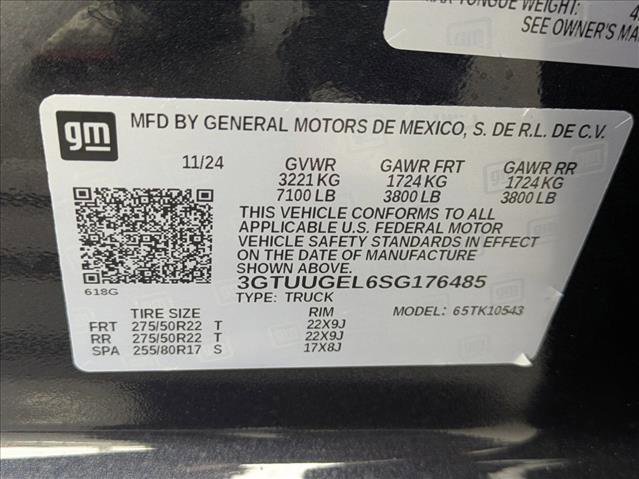 MAX TONGUE WEIGHT:
SEE OWNER'S MA
gm
MFD BY GENERAL MOTORS DE MEXICO, S. DE R.L. DE C.V.
11/24 GVWR GAWR FRT GAWR RR
3221 KG 1724 KG 1724 KG
7100 LB 3800 LB 3800 LB
THIS VEHICLE CONFORMS TO ALL
APPLICABLE U.S. FEDERAL MOTOR
VEHICLE SAFETY STANDARDS IN EFFECT
ON THE DATE OF MANUFACTURE
SHOWN ABOVE.
618G
3GTUUGEL6SG176485
TYPE: TRUCK MODEL: 65TK10543
TIRE SIZE RIM
FRT 275/50R22 T 22X9J
RR 275/50R22 T 22X9J
SPA 255/80R17 S 17X8J